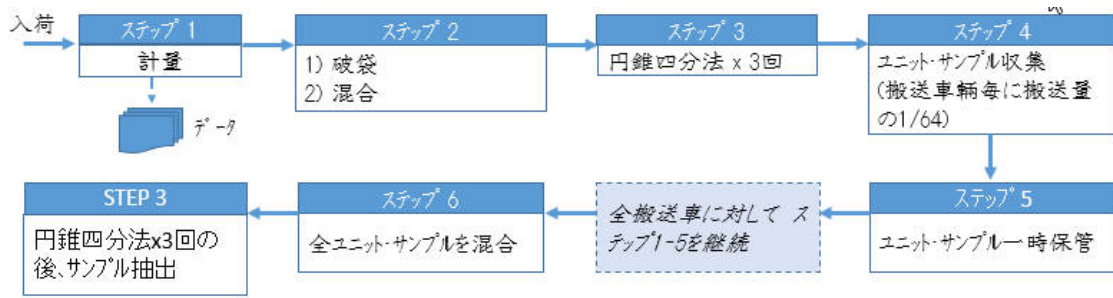 入荷
ステップ 1
計量
データ
ステップ 2
1) 破袋
2) 混合
ステップ 3
円錐四分法 x 3回
ステップ 4
ユニット・サンプル収集
(搬送車輌毎に搬送量
の1/64)
ステップ 5
ユニット・サンプル一時保管
全搬送車に対して ス
テップ1-5を継続
ステップ 6
全ユニット・サンプルを混合
STEP 3
円錐四分法x3回の
後、サンプル抽出